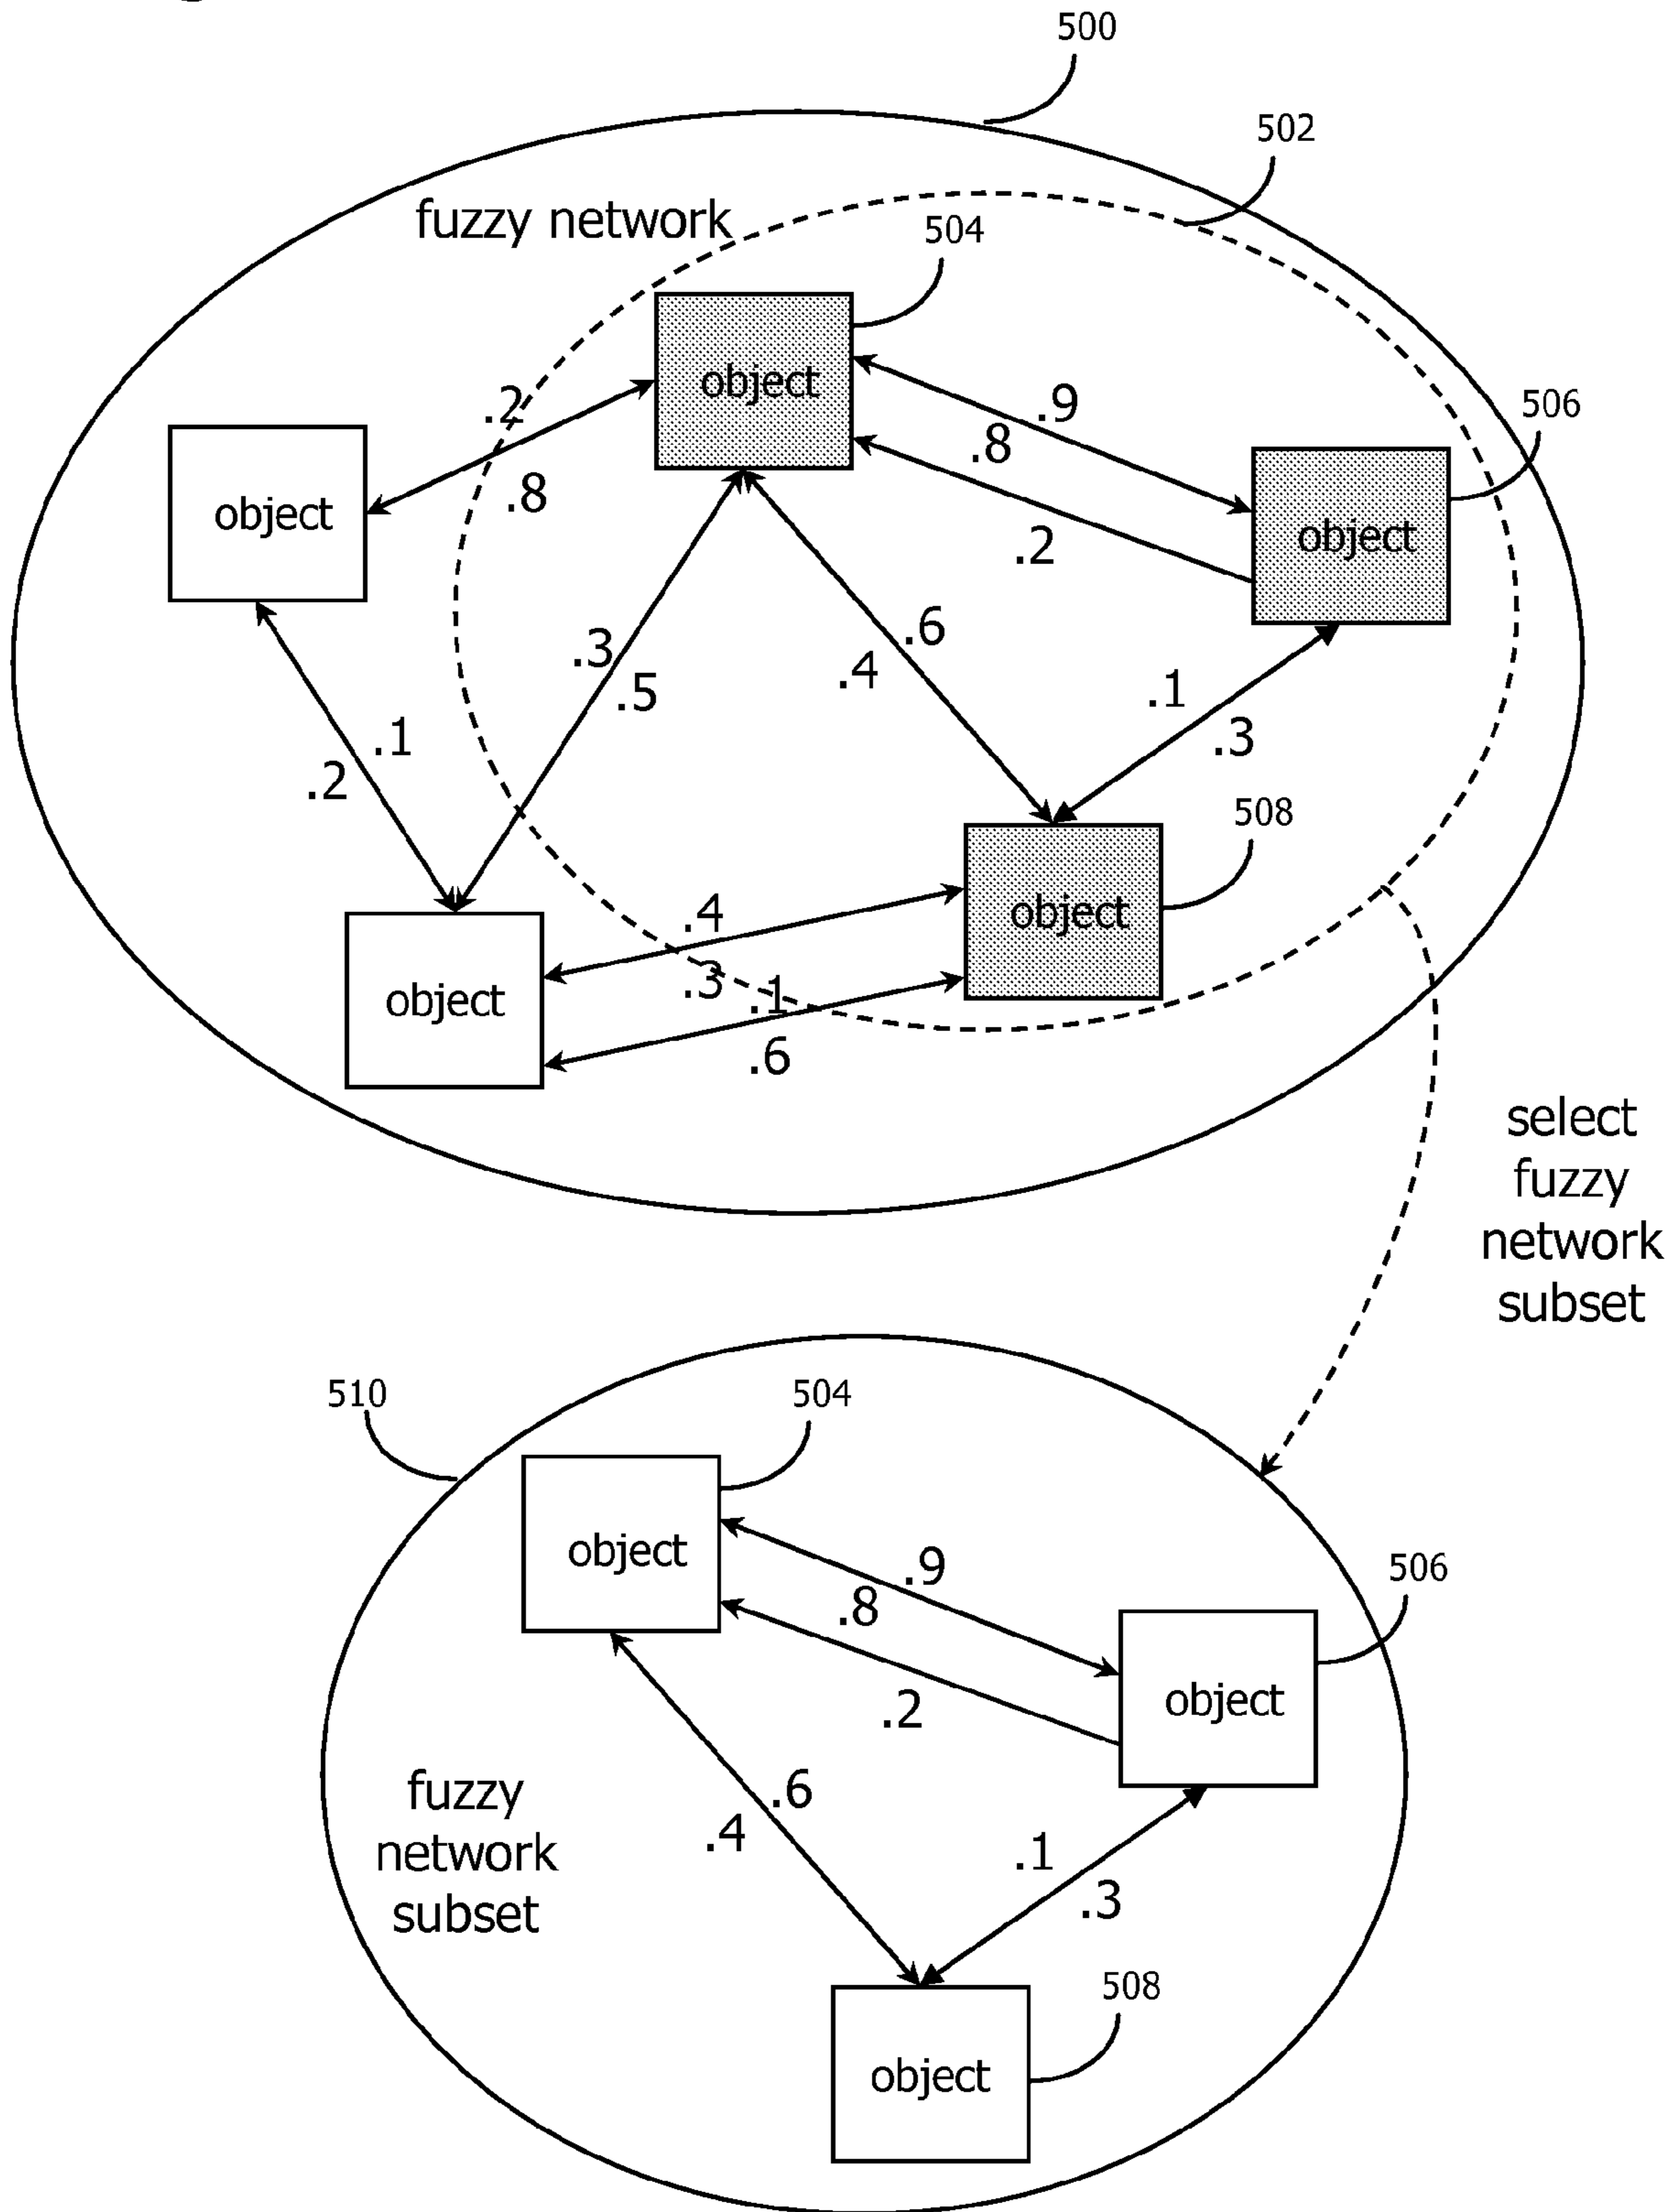 500
502
fuzzy network
504
object
.9
506
.2
.8
object
.8
object
.2
object
.3
.6
.5
.4
.1
.3
.1
.2
508
.4
object
.3
.1
object
.6
select
fuzzy
network
subset
510
504
object
.9
506
.8
object
.2
fuzzy
network
subset
.6
.4
.1
.3
508
object